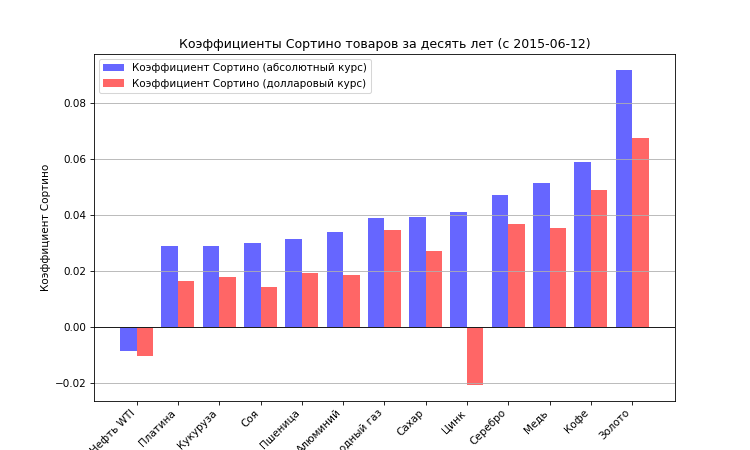 Коэффициенты Сортино товаров за десять лет (с 2015-06-12)
Коэффициент Сортино (абсолютный курс)
Коэффициент Сортино (долларовый курс)
Коэффициент Сортино
0.08
0.06
0.04
0.02
0.00
−0.02
Нефть WTI
Платина
Кукуруза
Соя
Пшеница
Алюминий
газ
Сахар
Цинк
Серебро
Медь
Кофе
Золото